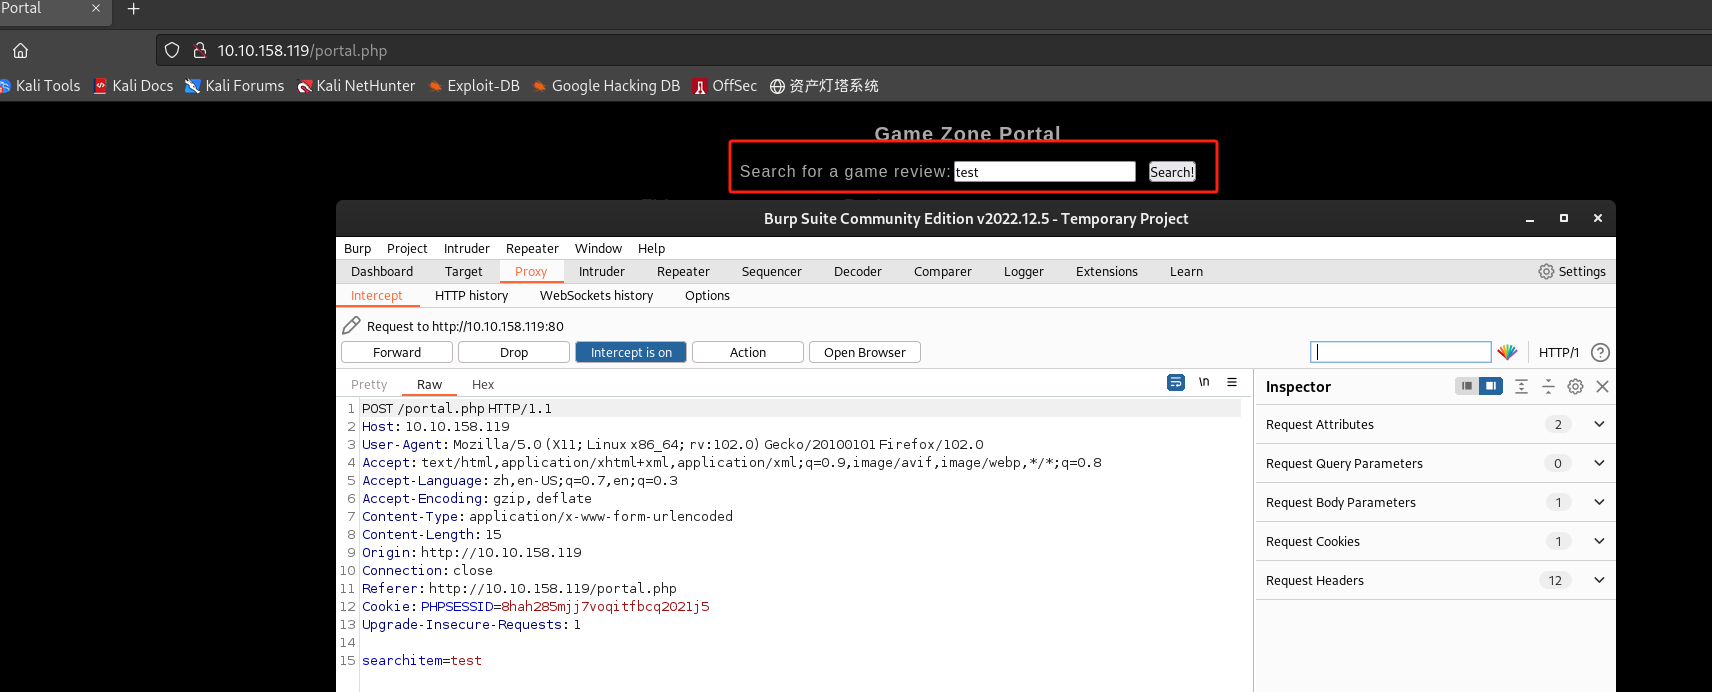 Portal × +
10.10.158.119/portal.php
Kali Tools Kali Docs Kali Forums Kali NetHunter Exploit-DB Google Hacking DB OffSec 资产灯塔系统
Game Zone Portal
Search for a game review: test Search!
Burp Suite Community Edition v2022.12.5 - Temporary Project
Burp Project Intruder Repeater Window Help
Dashboard Target Proxy Intruder Repeater Sequencer Decoder Comparer Logger Extensions Learn Settings
Intercept HTTP history WebSockets history Options
Request to http://10.10.158.119:80
Forward Drop Intercept is on Action Open Browser HTTP/1 ?
Pretty Raw Hex \n Inspector
1 POST /portal.php HTTP/1.1
2 Host: 10.10.158.119
3 User-Agent: Mozilla/5.0 (X11; Linux x86_64; rv:102.0) Gecko/20100101 Firefox/102.0
4 Accept: text/html,application/xhtml+xml,application/xml;q=0.9,image/avif,image/webp,*/*;q=0.8
5 Accept-Language: zh,en-US;q=0.7,en;q=0.3
6 Accept-Encoding: gzip, deflate
7 Content-Type: application/x-www-form-urlencoded
8 Content-Length: 15
9 Origin: http://10.10.158.119
10 Connection: close
11 Referer: http://10.10.158.119/portal.php
12 Cookie: PHPSESSID=8hah285mjj7voqitfbcq2021j5
13 Upgrade-Insecure-Requests: 1
14
15 searchitem=test
Request Attributes 2
Request Query Parameters 0
Request Body Parameters 1
Request Cookies 1
Request Headers 12